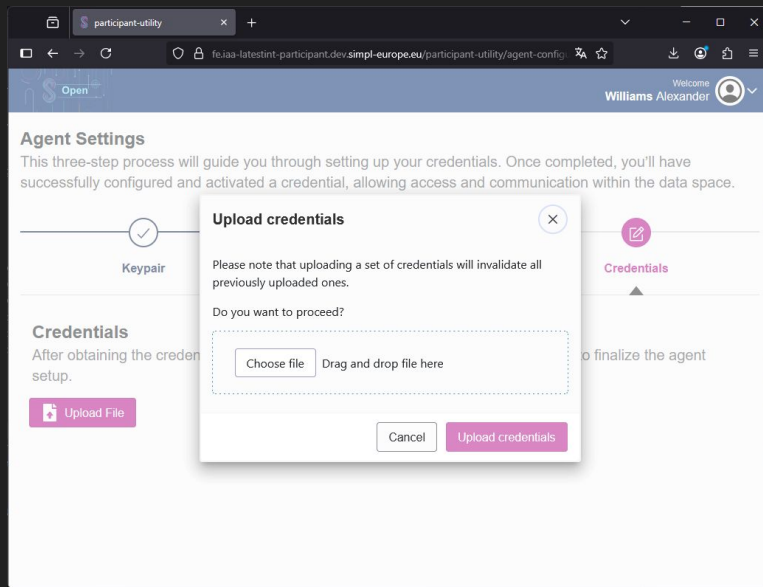 participant-utility
fe.iaa-latestint-participant.dev.simpl-europe.eu/participant-utility/agent-config
Open
Welcome
Williams Alexander
Agent Settings
This three-step process will guide you through setting up your credentials. Once completed, you'll have
successfully configured and activated a credential, allowing access and communication within the data space.
Keypair
Credentials
Credentials
After obtaining the creden
o finalize the agent
setup.
Upload File
Upload credentials
Please note that uploading a set of credentials will invalidate all
previously uploaded ones.
Do you want to proceed?
Choose file Drag and drop file here
Cancel Upload credentials